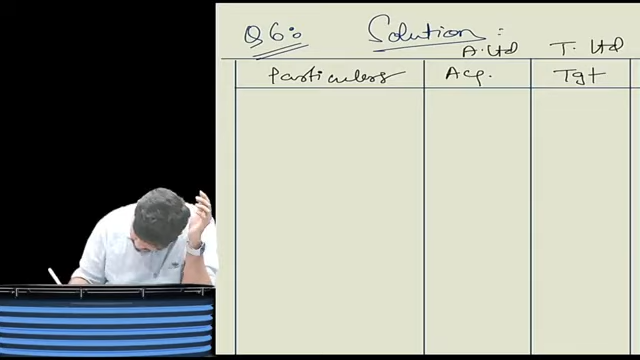 Q6: Solution:
A. Ltd T. Ltd
Particulars Acq. Tgt